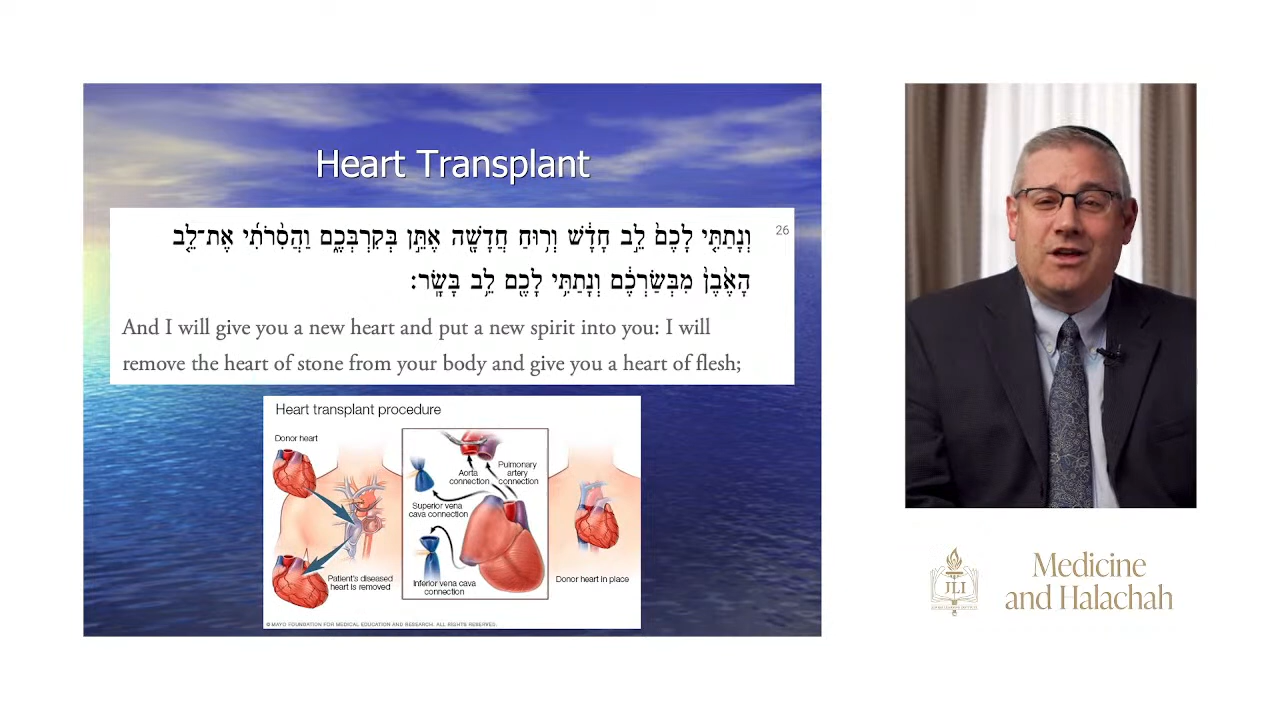 Heart Transplant
26
וְנָתַתִּ֤י לָכֶם֙ לֵ֣ב חָדָ֔שׁ וְר֥וּחַ חֲדָשָׁ֖ה אֶתֵּ֣ן בְּקִרְבְּכֶ֑ם וַהֲסִ֨רֹתִ֜י אֶת־לֵ֤ב
הָאֶ֙בֶן֙ מִבְּשַׂרְכֶ֔ם וְנָתַתִּ֥י לָכֶ֖ם לֵ֥ב בָּשָֽׂר׃
And I will give you a new heart and put a new spirit into you: I will
remove the heart of stone from your body and give you a heart of flesh;
Heart transplant procedure
Donor heart
Patient's diseased
heart is removed
Aorta
connection
Pulmonary
artery
connection
Superior vena
cava connection
Inferior vena cava
connection
Donor heart in place
© MAYO FOUNDATION FOR MEDICAL EDUCATION AND RESEARCH. ALL RIGHTS RESERVED.
JLI
Medicine
and Halachah